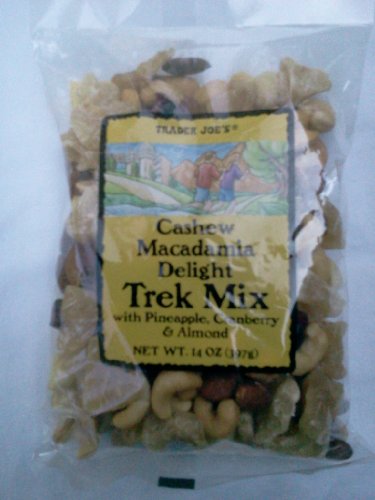 TRADER JOE'S®
Cashew
Macadamia
Delight
Trek Mix
with Pineapple, Cranberry
& Almond
NET WT. 14 OZ (397g)